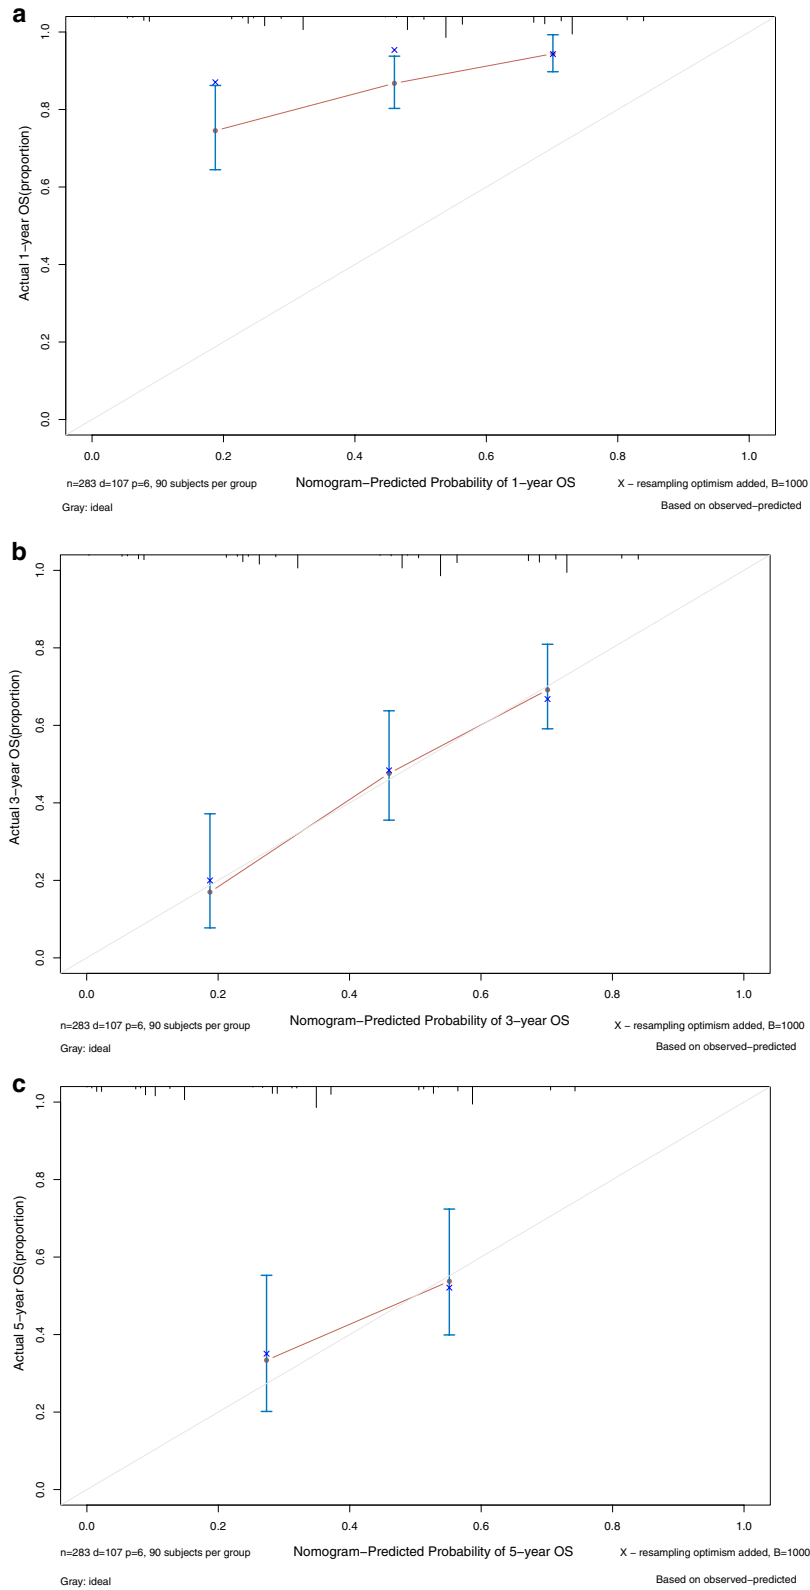 a
Actual 1−year OS(proportion)
1.0
0.8
0.6
0.4
0.2
0.0
0.0 0.2 0.4 0.6 0.8 1.0
n=283 d=107 p=6, 90 subjects per group Nomogram−Predicted Probability of 1−year OS X − resampling optimism added, B=1000
Gray: ideal Based on observed−predicted
b
Actual 3−year OS(proportion)
1.0
0.8
0.6
0.4
0.2
0.0
0.0 0.2 0.4 0.6 0.8 1.0
n=283 d=107 p=6, 90 subjects per group Nomogram−Predicted Probability of 3−year OS X − resampling optimism added, B=1000
Gray: ideal Based on observed−predicted
c
Actual 5−year OS(proportion)
1.0
0.8
0.6
0.4
0.2
0.0
0.0 0.2 0.4 0.6 0.8 1.0
n=283 d=107 p=6, 90 subjects per group Nomogram−Predicted Probability of 5−year OS X − resampling optimism added, B=1000
Gray: ideal Based on observed−predicted